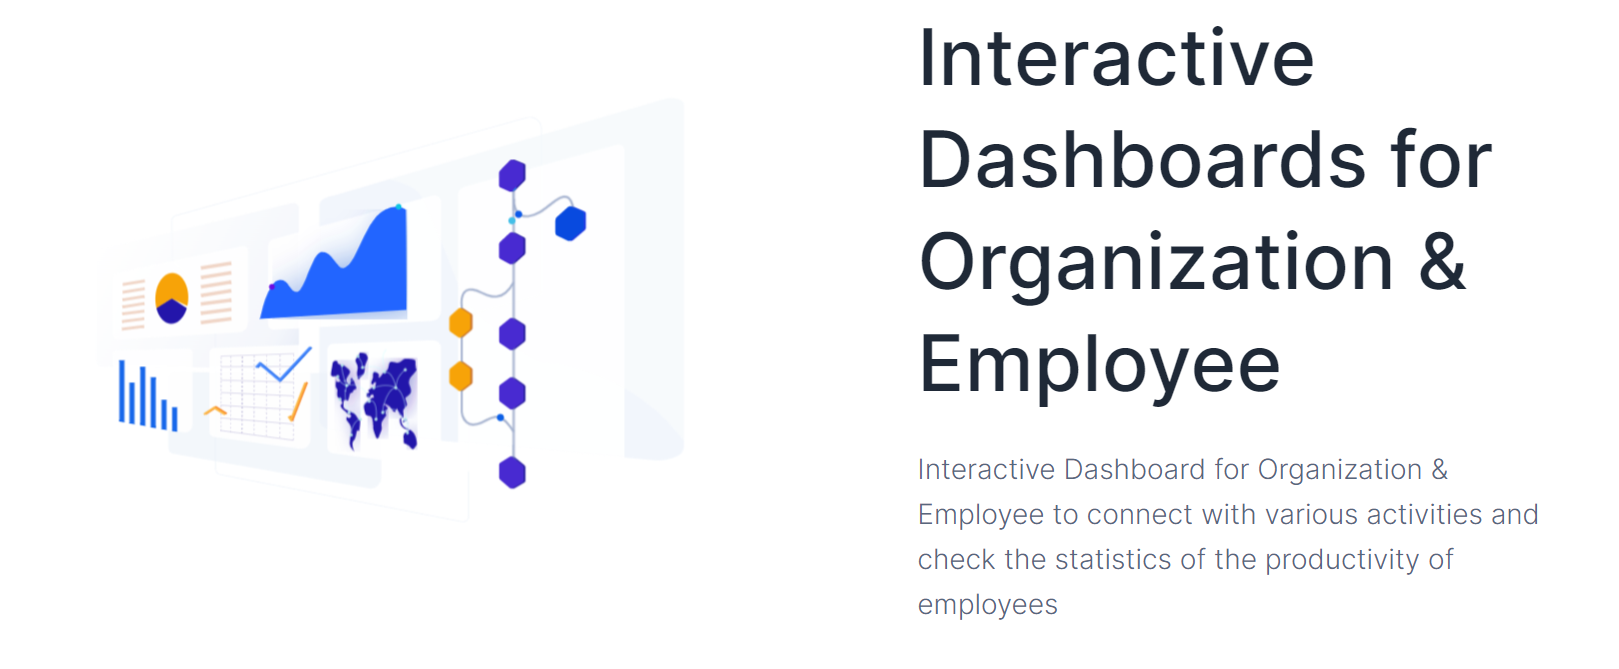 Interactive
Dashboards for
Organization &
Employee
Interactive Dashboard for Organization &
Employee to connect with various activities and
check the statistics of the productivity of
employees